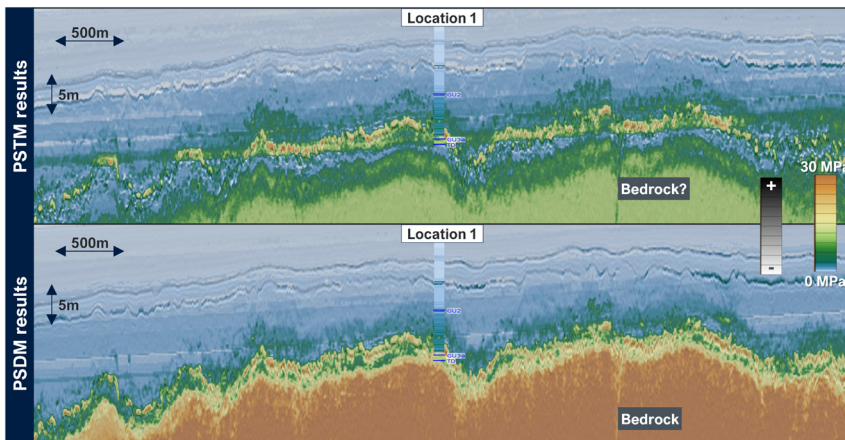 PSTM results
Location 1
500m
5m
GU2
GU3a
Bedrock?
+
-
30 MPa
0 MPa
PSDM results
Location 1
500m
5m
GU2
GU3a
TD
Bedrock